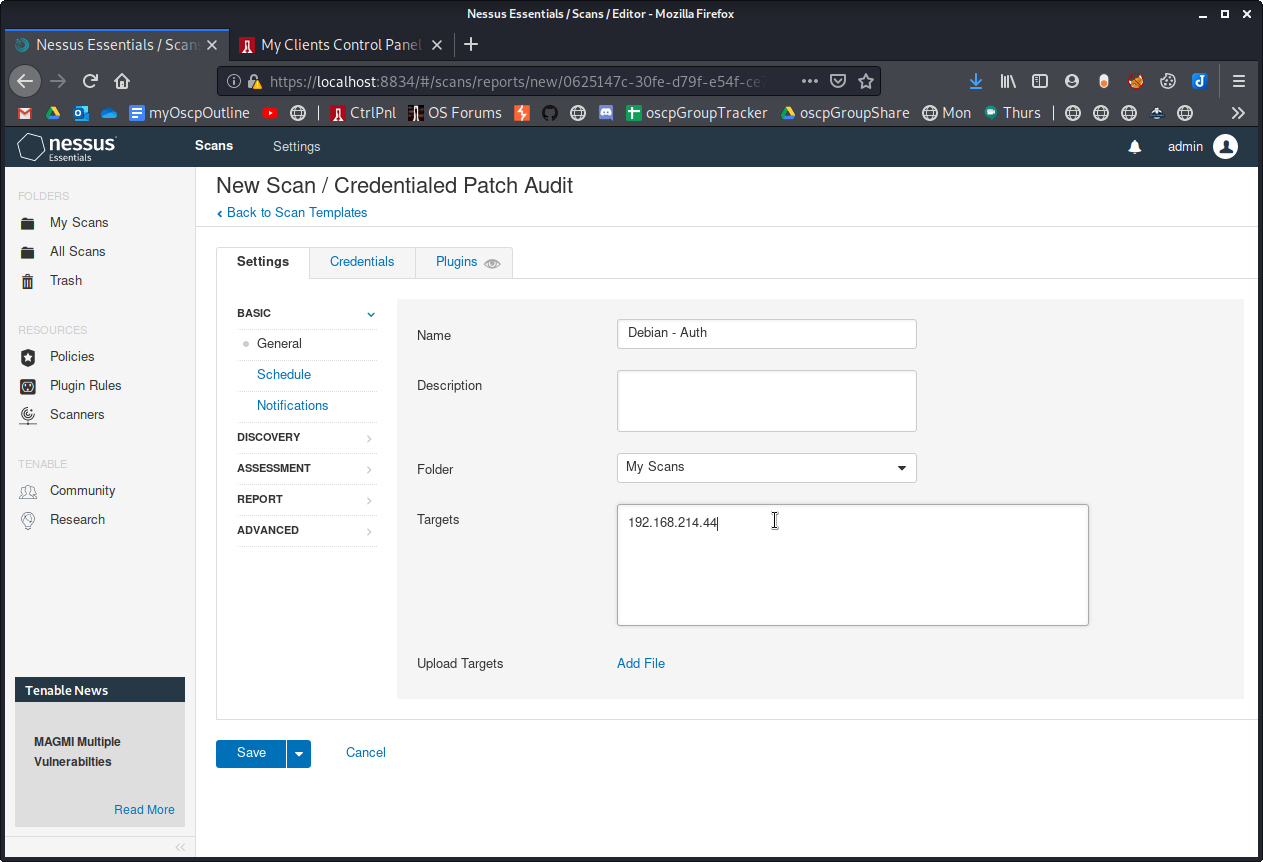 Nessus Essentials / Scans / Editor - Mozilla Firefox
Nessus Essentials / Scans
My Clients Control Panel
https://localhost:8834/#/scans/reports/new/0625147c-30fe-d79f-e54f-ce
myOscpOutline
CtrlPnl
OS Forums
oscpGroupTracker
oscpGroupShare
Mon
Thurs
nessus
Essentials
Scans
Settings
admin
FOLDERS
My Scans
All Scans
Trash
RESOURCES
Policies
Plugin Rules
Scanners
TENABLE
Community
Research
Tenable News
MAGMI Multiple
Vulnerabilties
Read More
New Scan / Credentialed Patch Audit
Back to Scan Templates
Settings
Credentials
Plugins
BASIC
General
Schedule
Notifications
DISCOVERY
ASSESSMENT
REPORT
ADVANCED
Name
Debian - Auth
Description
Folder
My Scans
Targets
192.168.214.44
Upload Targets
Add File
Save
Cancel